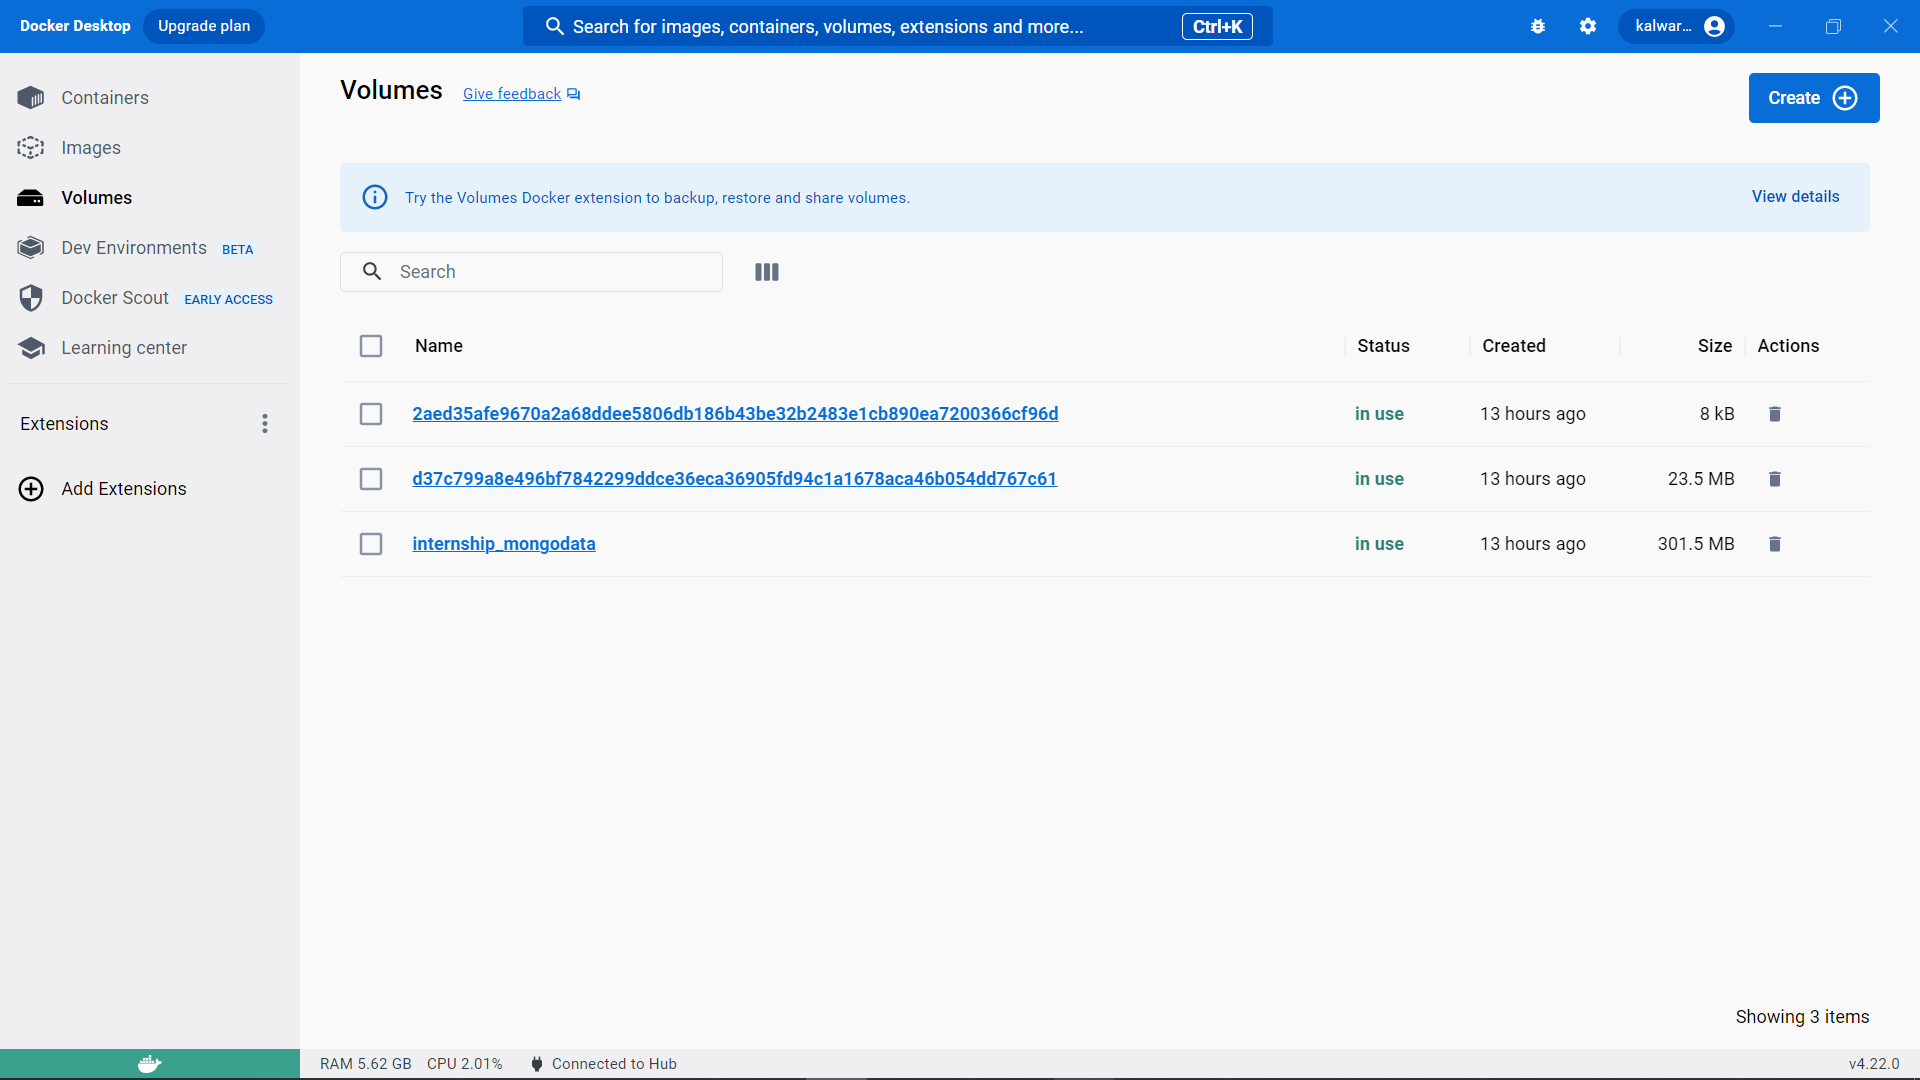 Docker Desktop Upgrade plan Search for images, containers, volumes, extensions and more... Ctrl+K kalwar...
Containers
Images
Volumes
Dev Environments BETA
Docker Scout EARLY ACCESS
Learning center
Extensions
Add Extensions
Volumes Give feedback
Create
Try the Volumes Docker extension to backup, restore and share volumes. View details
Search
Name Status Created Size Actions
2aed35afe9670a2a68ddee5806db186b43be32b2483e1cb890ea7200366cf96d in use 13 hours ago 8 kB
d37c799a8e496bf7842299ddce36eca36905fd94c1a1678aca46b054dd767c61 in use 13 hours ago 23.5 MB
internship_mongodata in use 13 hours ago 301.5 MB
Showing 3 items
RAM 5.62 GB CPU 2.01% Connected to Hub v4.22.0